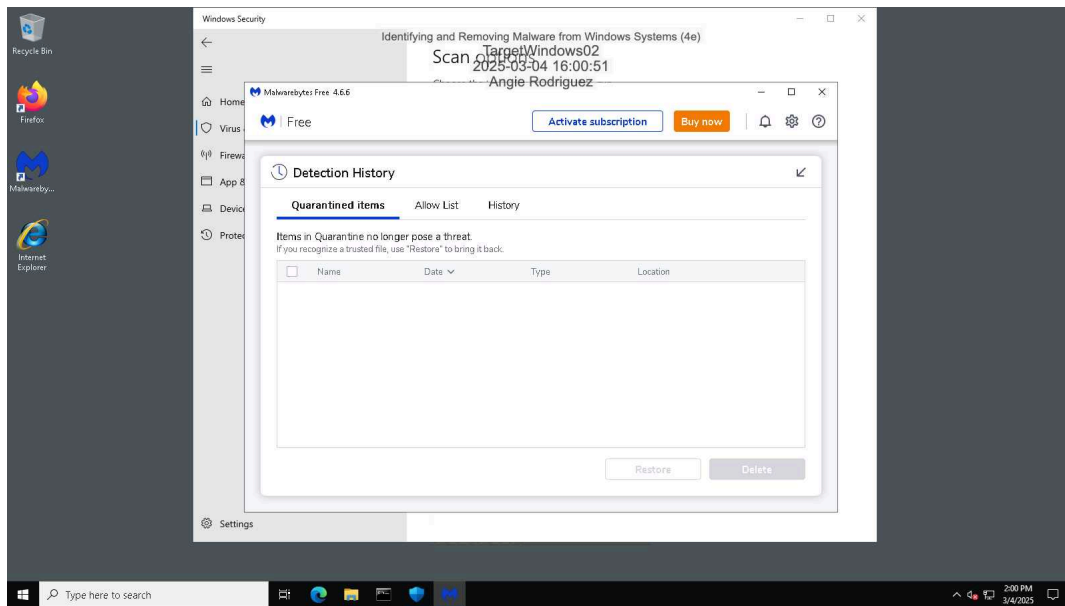 Recycle Bin
Firefox
Malwareby...
Internet
Explorer
Windows Security
Identifying and Removing Malware from Windows Systems (4e)
Scan options
TargetWindows02
2025-03-04 16:00:51
Angie Rodriguez
Home
Virus
Firewa
App &
Device
Protec
Settings
Malwarebytes Free 4.6.6
Free
Activate subscription
Buy now
Detection History
Quarantined items
Allow List
History
Items in Quarantine no longer pose a threat.
If you recognize a trusted file, use "Restore" to bring it back.
Name Date Type Location
Restore
Delete
Type here to search
2:00 PM
3/4/2025